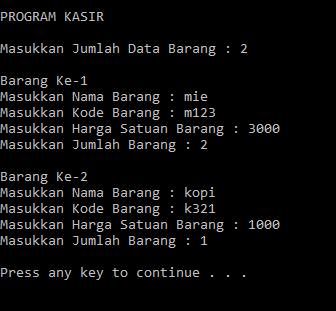 PROGRAM KASIR
Masukkan Jumlah Data Barang : 2
Barang Ke-1
Masukkan Nama Barang : mie
Masukkan Kode Barang : m123
Masukkan Harga Satuan Barang : 3000
Masukkan Jumlah Barang : 2
Barang Ke-2
Masukkan Nama Barang : kopi
Masukkan Kode Barang : k321
Masukkan Harga Satuan Barang : 1000
Masukkan Jumlah Barang : 1
Press any key to continue . . .